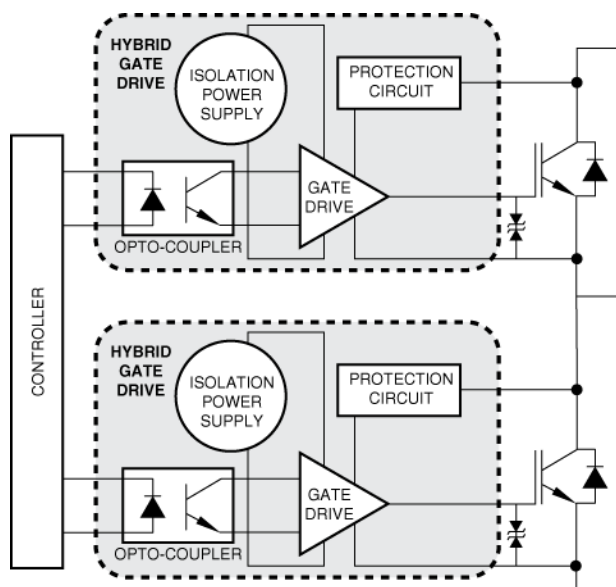 HYBRID
GATE
DRIVE
ISOLATION
POWER
SUPPLY
PROTECTION
CIRCUIT
GATE
DRIVE
OPTO-COUPLER
CONTROLLER
HYBRID
GATE
DRIVE
ISOLATION
POWER
SUPPLY
PROTECTION
CIRCUIT
GATE
DRIVE
OPTO-COUPLER